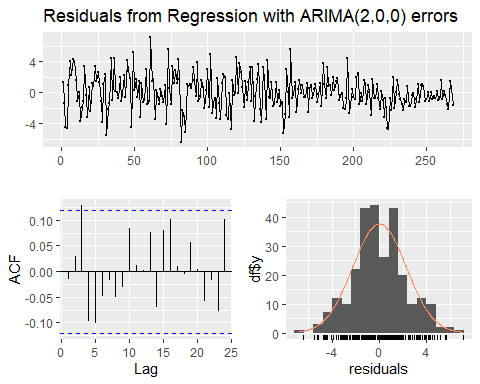 Residuals from Regression with ARIMA(2,0,0) errors
4
0
-4
0 50 100 150 200 250
0.10
0.05
0.00
-0.05
-0.10
ACF
0 5 10 15 20 25
Lag
40
30
20
10
0
df$y
-4 0 4
residuals